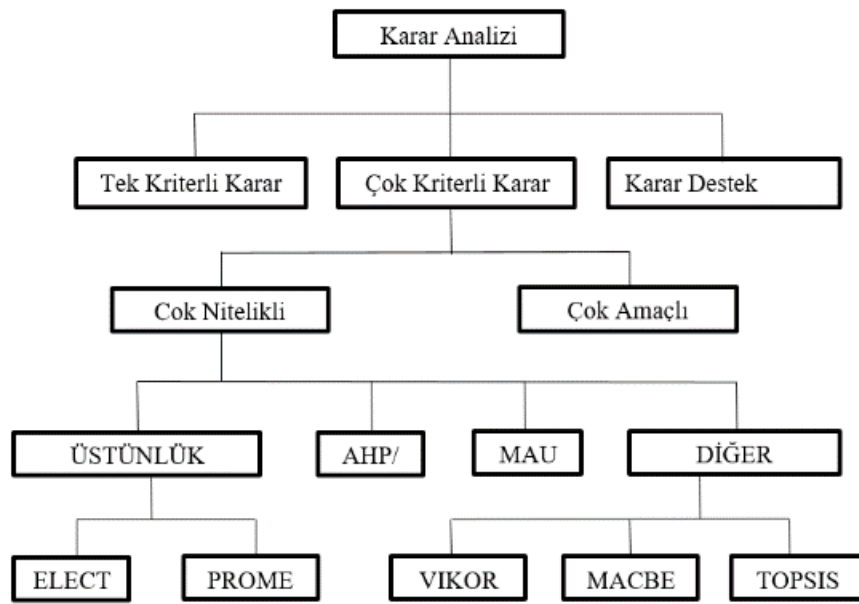 Karar Analizi
Tek Kriterli Karar
Çok Kriterli Karar
Karar Destek
Cok Nitelikli
Çok Amaçlı
ÜSTÜNLÜK
AHP/
MAU
DİĞER
ELECT
PROME
VIKOR
MACBE
TOPSIS